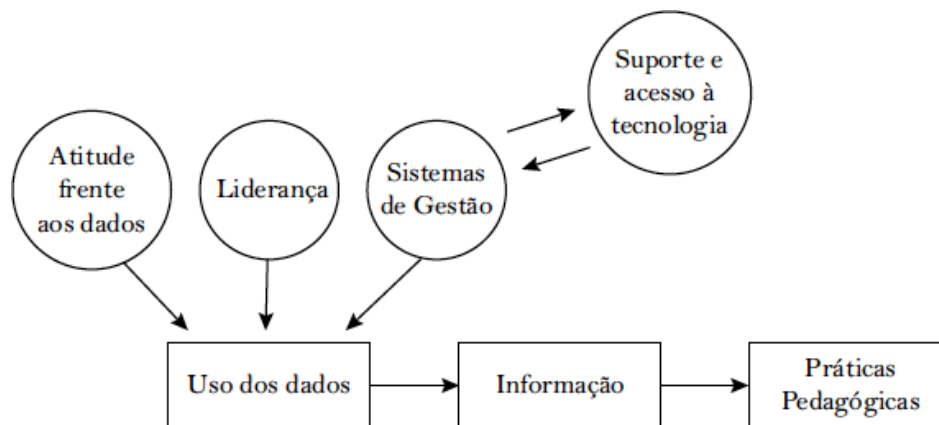 Suporte e
acesso à
tecnologia
Atitude
frente
aos dados
Liderança
Sistemas
de Gestão
Uso dos dados
Informação
Práticas
Pedagógicas